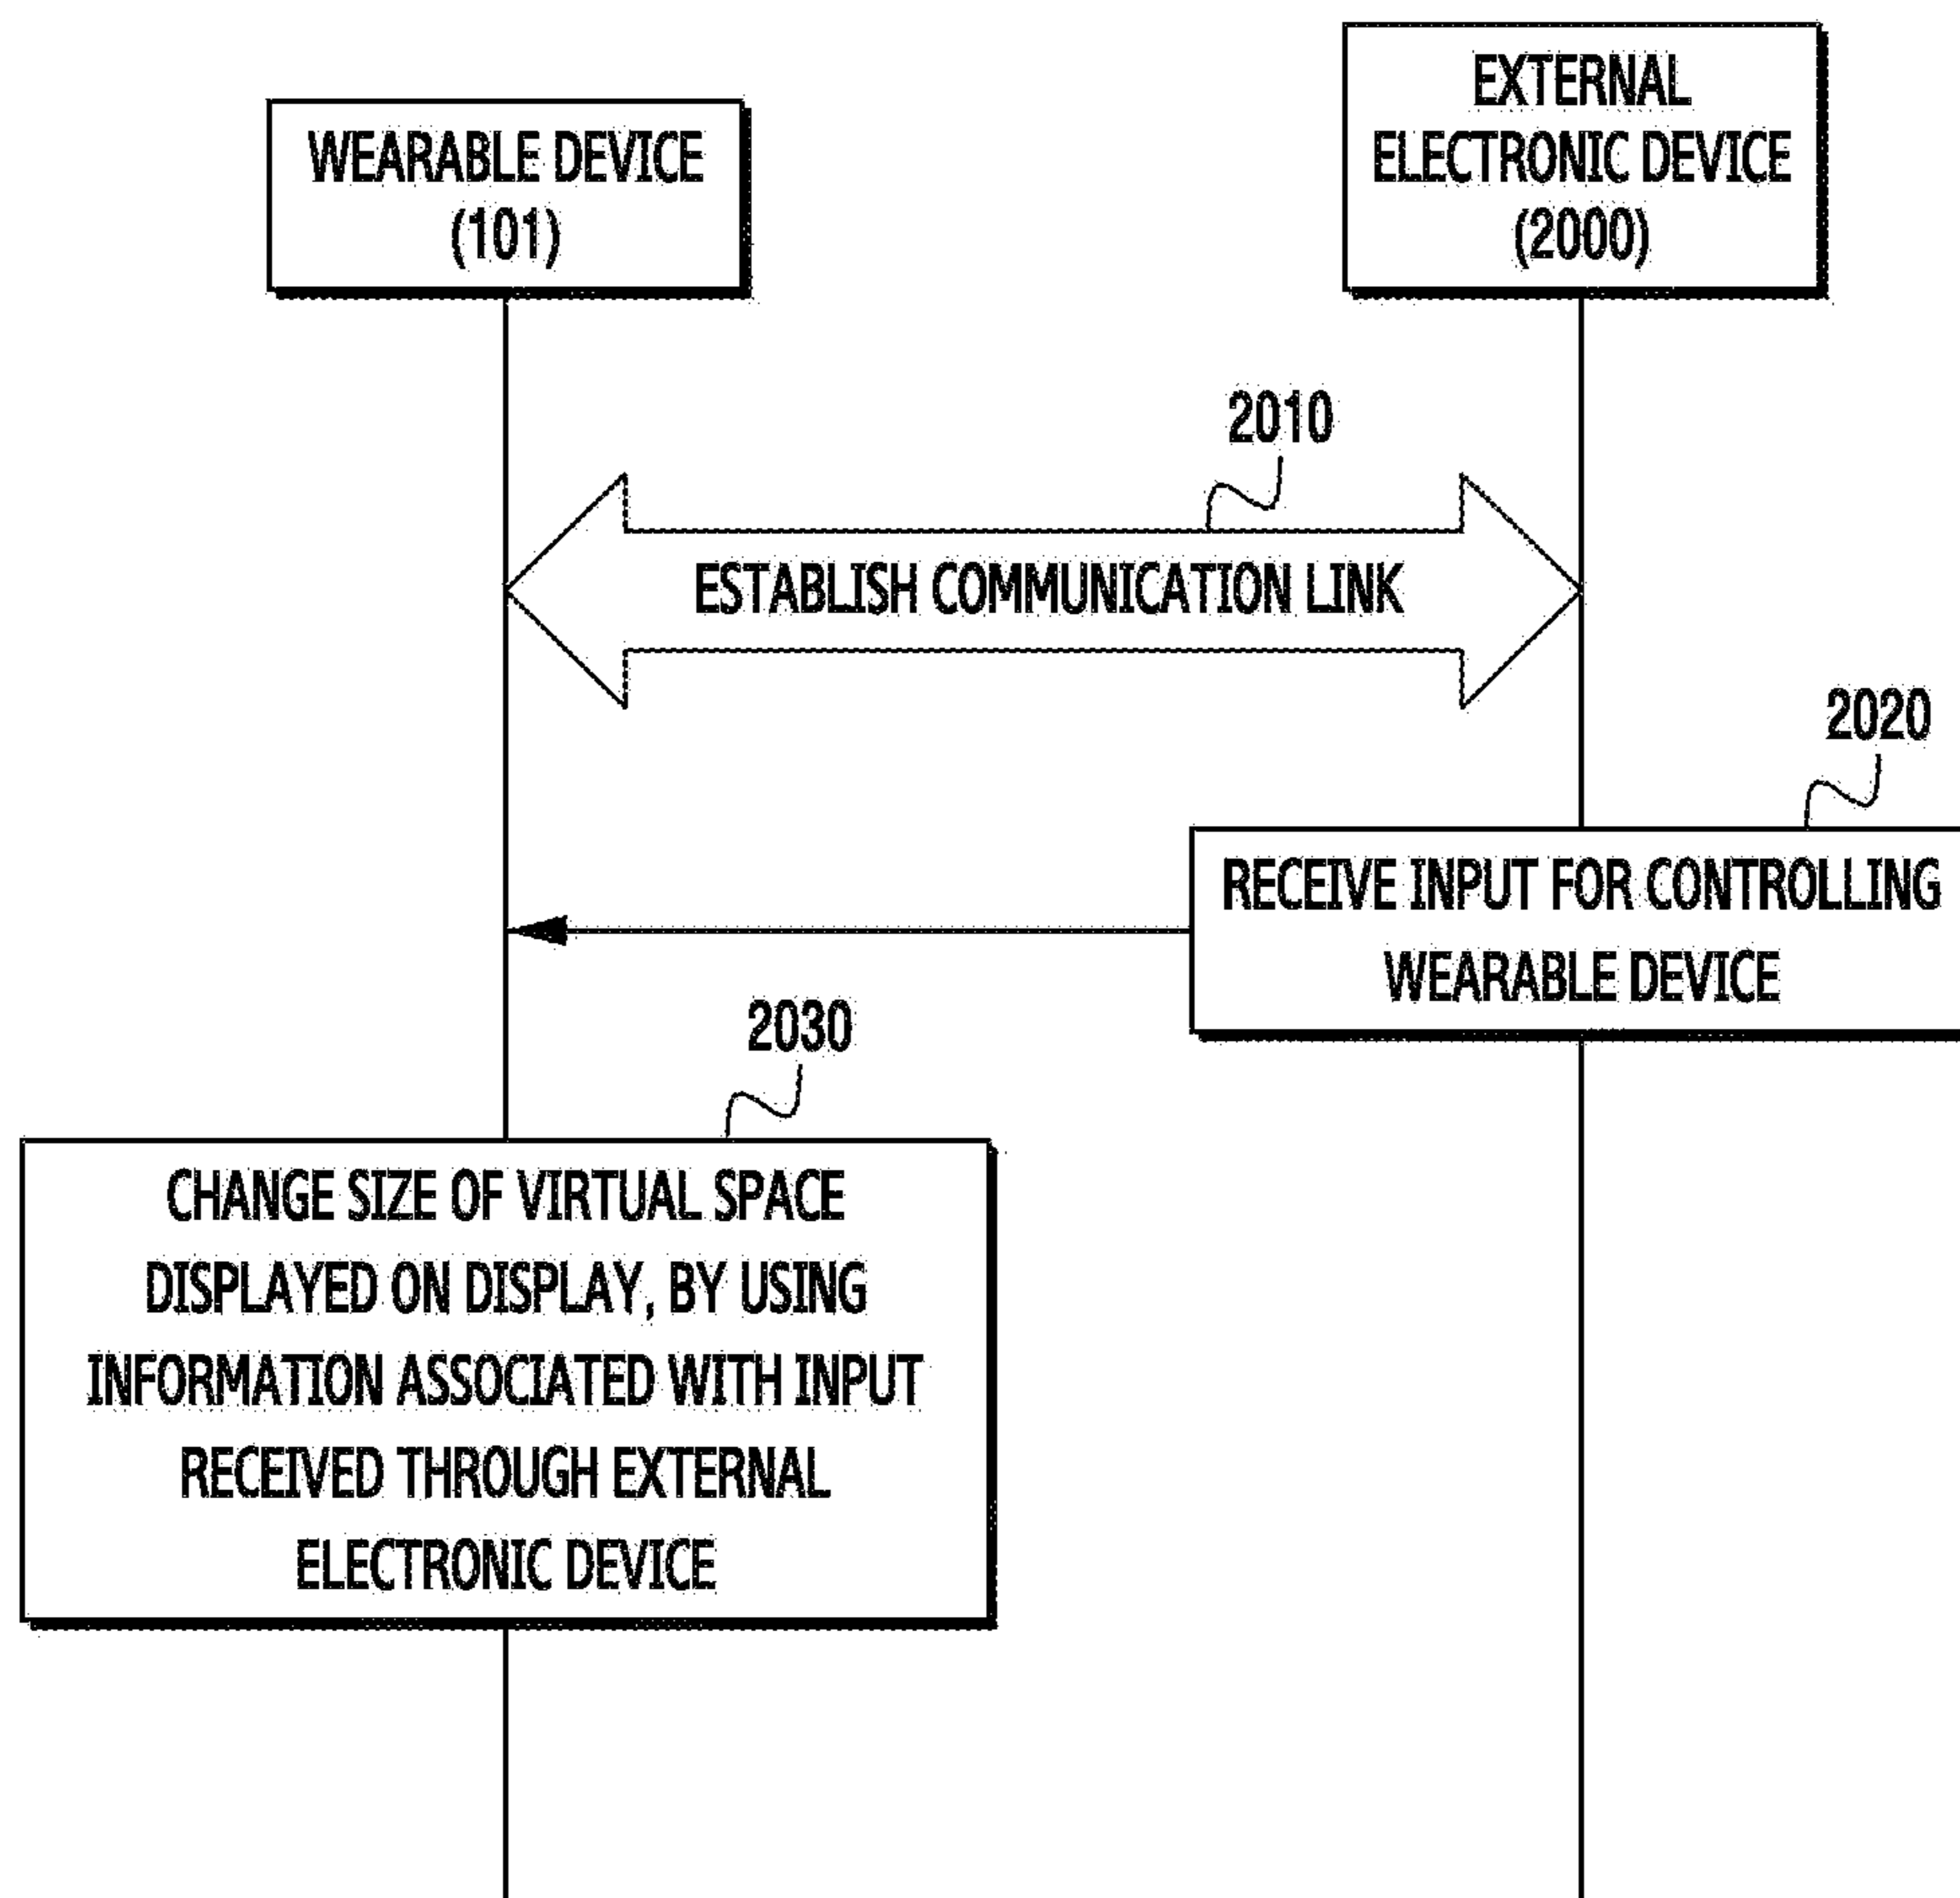 WEARABLE DEVICE
(101)
EXTERNAL
ELECTRONIC DEVICE
(2000)
2010
ESTABLISH COMMUNICATION LINK
2020
RECEIVE INPUT FOR CONTROLLING
WEARABLE DEVICE
2030
CHANGE SIZE OF VIRTUAL SPACE
DISPLAYED ON DISPLAY, BY USING
INFORMATION ASSOCIATED WITH INPUT
RECEIVED THROUGH EXTERNAL
ELECTRONIC DEVICE